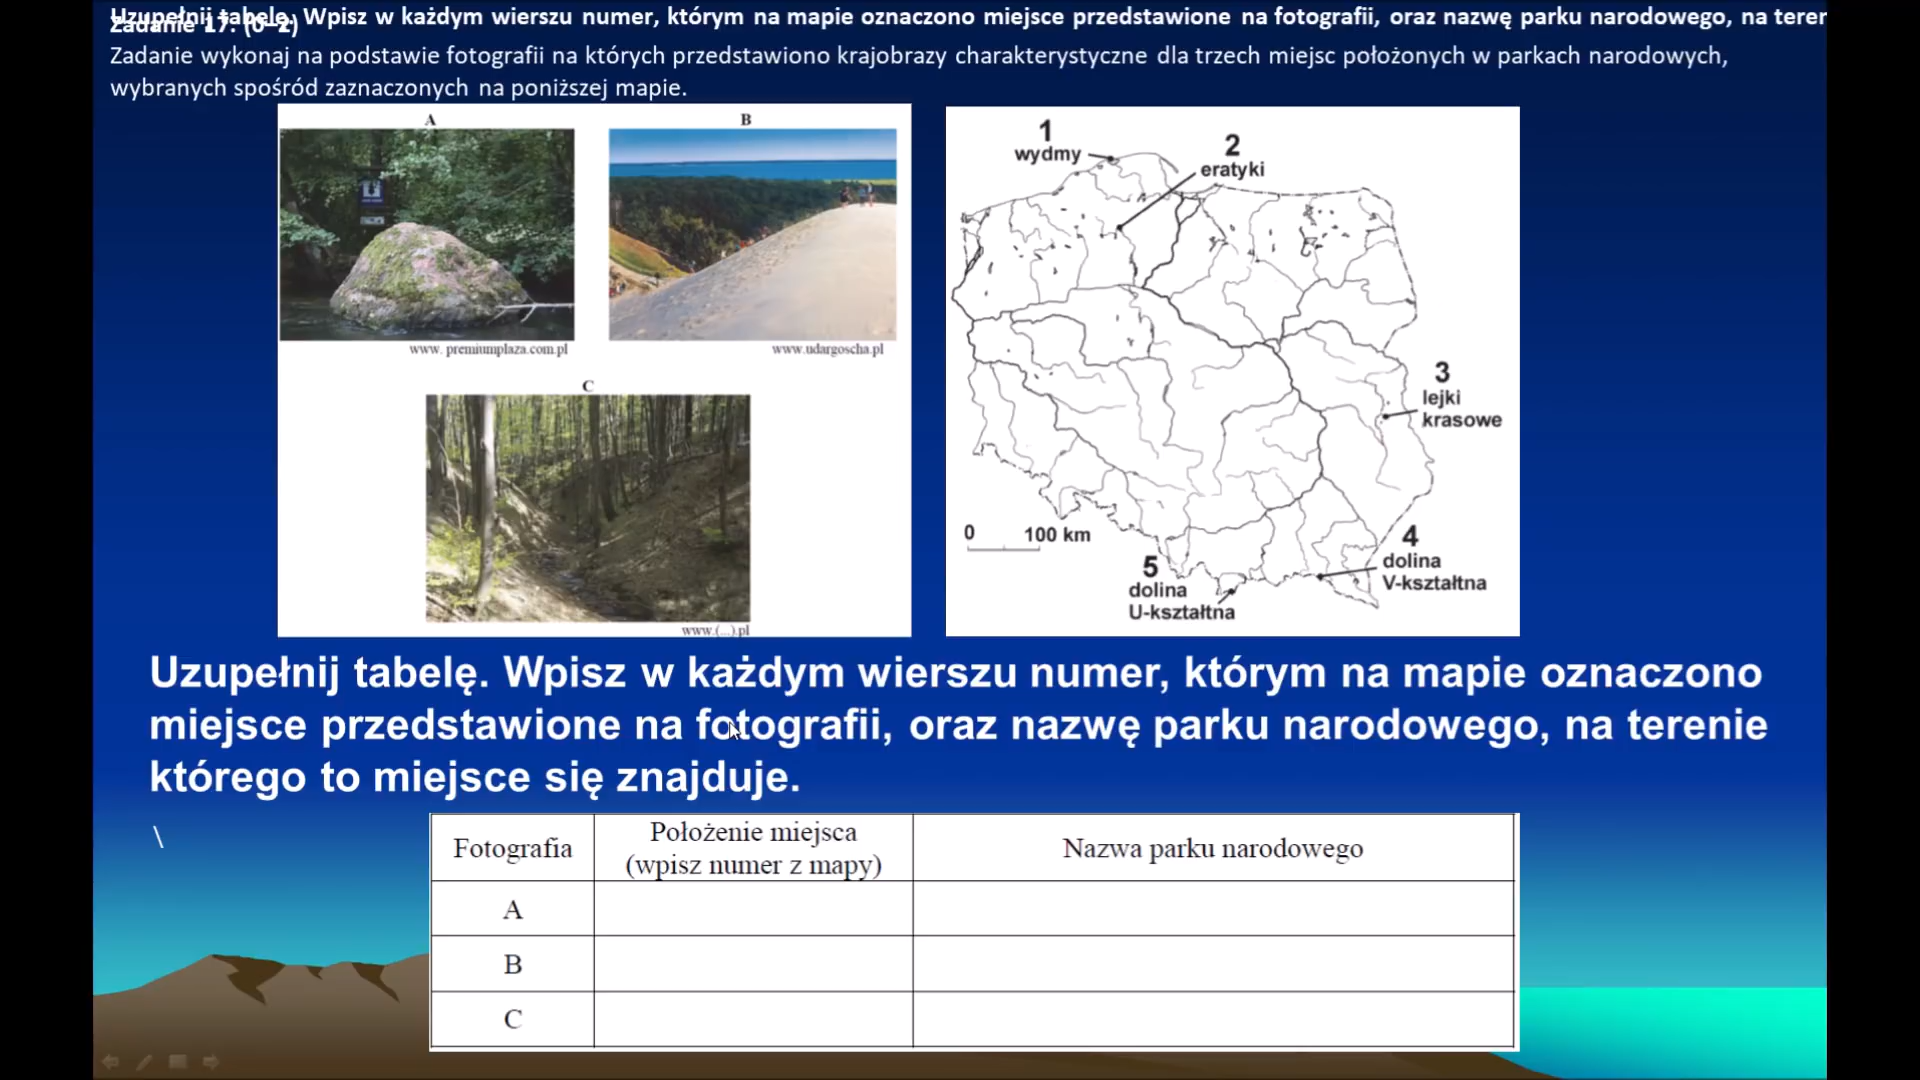 Uzupełnij tabelę. Wpisz w każdym wierszu numer, którym na mapie oznaczono miejsce przedstawione na fotografii, oraz nazwę parku narodowego, na teren
Zadanie 17. (0–2)
Zadanie wykonaj na podstawie fotografii na których przedstawiono krajobrazy charakterystyczne dla trzech miejsc położonych w parkach narodowych,
wybranych spośród zaznaczonych na poniższej mapie.
A
B
www. premiumplaza.com.pl
www.udargoscha.pl
C
www.(...).pl
1
wydmy
2
eratyki
3
lejki
krasowe
0 100 km
4
dolina
V-kształtna
5
dolina
U-kształtna
Uzupełnij tabelę. Wpisz w każdym wierszu numer, którym na mapie oznaczono
miejsce przedstawione na fotografii, oraz nazwę parku narodowego, na terenie
którego to miejsce się znajduje.
\
Fotografia
Położenie miejsca
(wpisz numer z mapy)
Nazwa parku narodowego
A
B
C